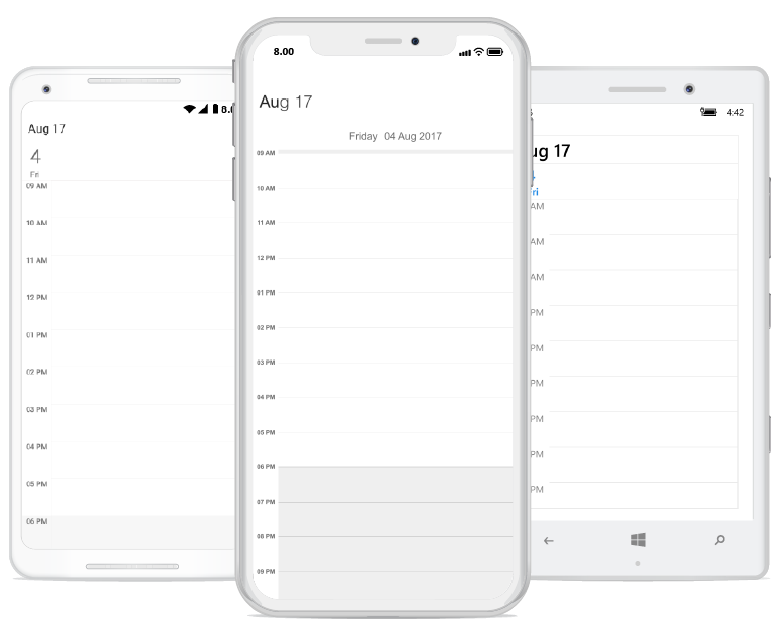 8.00
Aug 17
Friday 04 Aug 2017
09 AM
10 AM
11 AM
12 PM
01 PM
02 PM
03 PM
04 PM
05 PM
06 PM
07 PM
08 PM
09 PM
8.0
Aug 17
4
Fri
09 AM
10 AM
11 AM
12 PM
01 PM
02 PM
03 PM
04 PM
05 PM
06 PM
4:42
ug 17
ri
AM
AM
AM
PM
PM
PM
PM
PM
PM